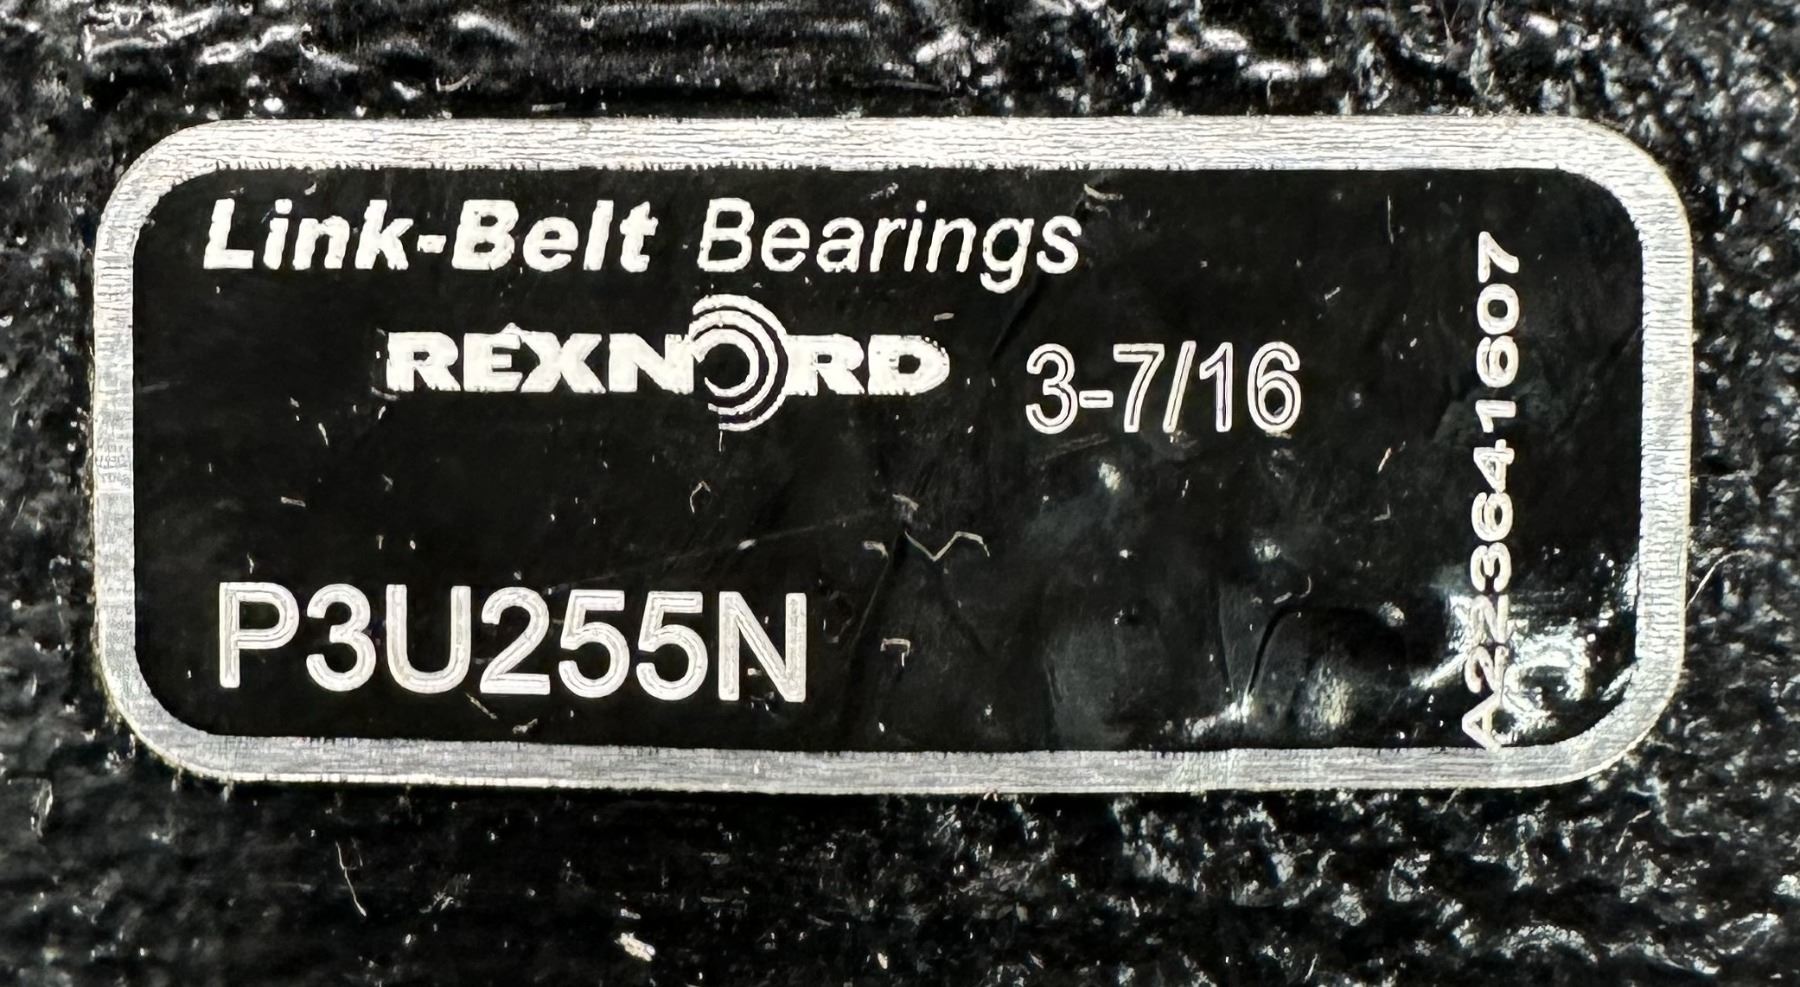 Link-Belt Bearings
REXNORD
3-7/16
P3U255N
A223641607